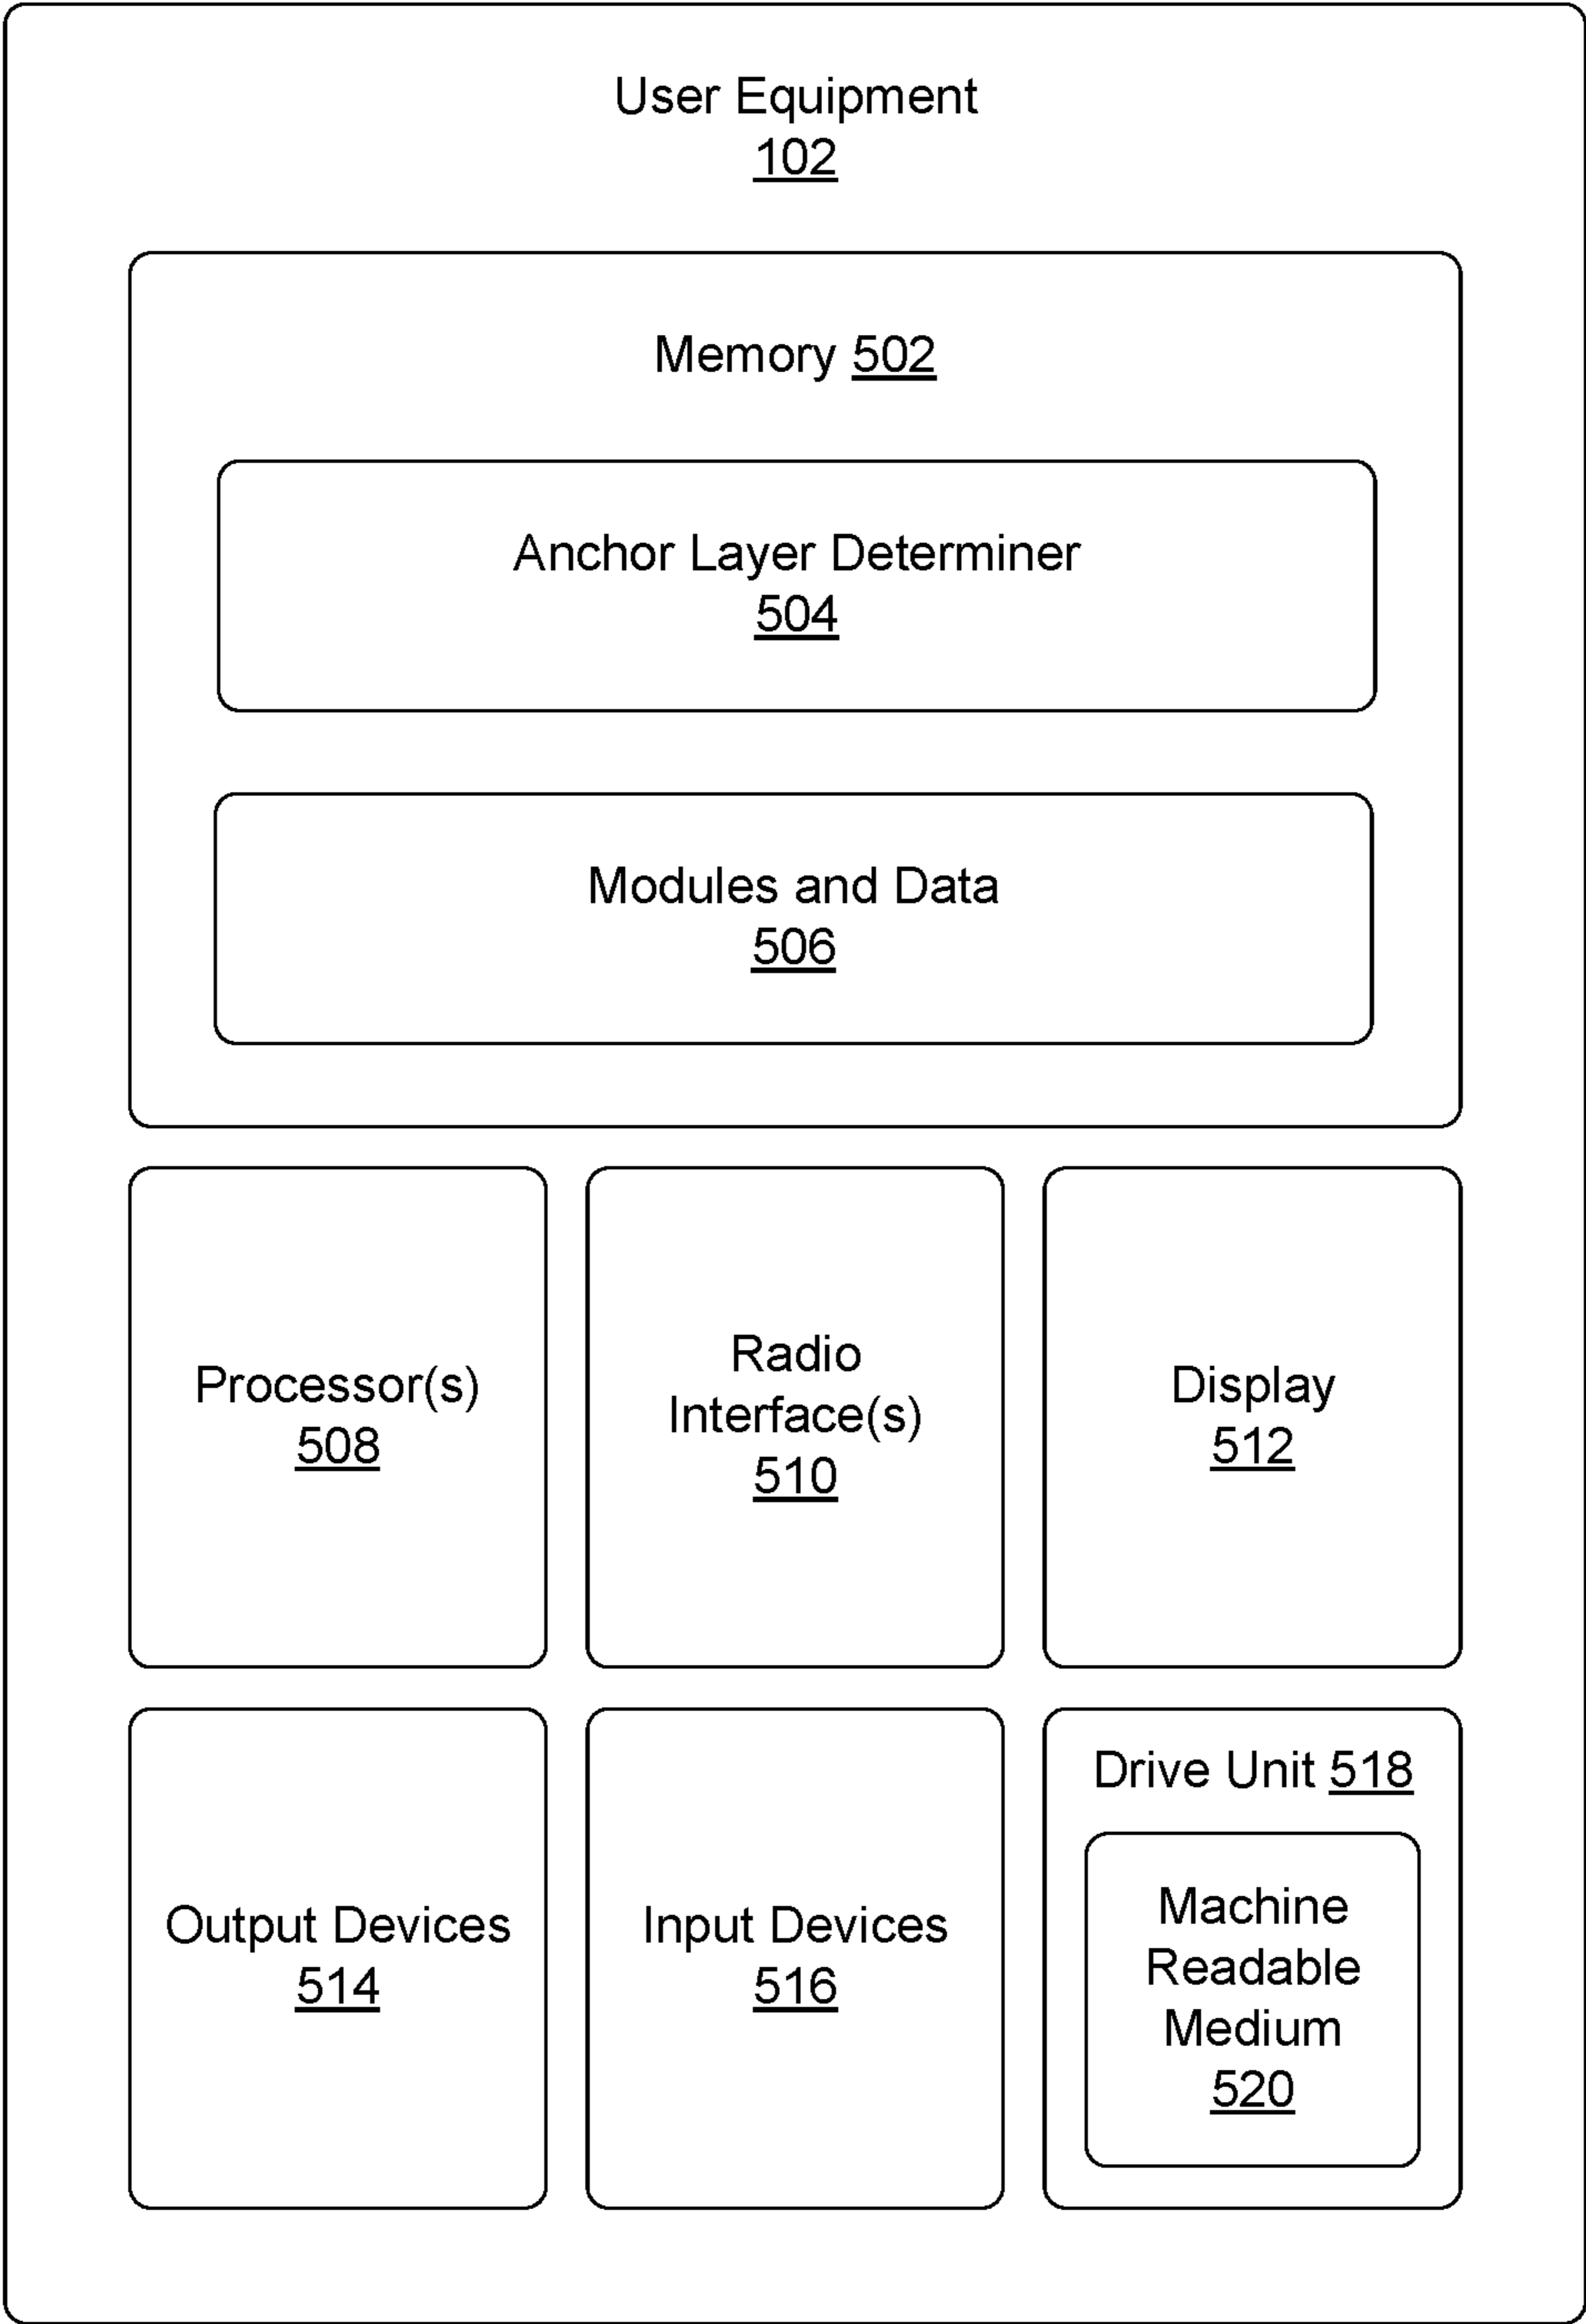 User Equipment
102
Memory 502
Anchor Layer Determiner
504
Modules and Data
506
Processor(s)
508
Radio
Interface(s)
510
Display
512
Output Devices
514
Input Devices
516
Drive Unit 518
Machine
Readable
Medium
520